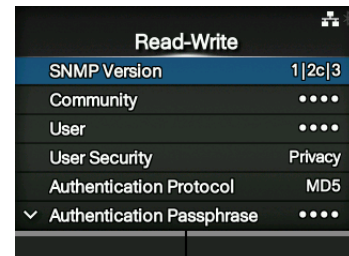 Read-Write
SNMP Version 1|2c|3
Community ••••
User ••••
User Security Privacy
Authentication Protocol MD5
Authentication Passphrase ••••